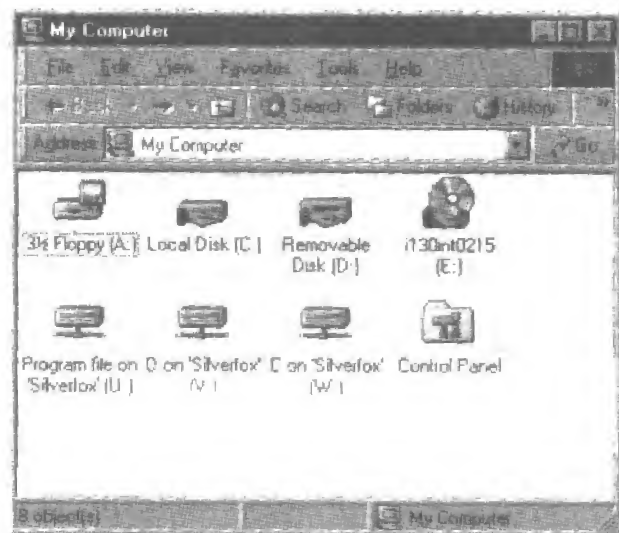 My Computer
File Edit View Favorites Tools Help
Search Folders History »
Address My Computer Go
3½ Floppy (A:) Local Disk (C:) Removable Disk (D:) i130int0215 (E:)
Program file on 'Silverfox' (U:) D on 'Silverfox' (V:) on 'Silverfox' (W:) Control Panel
8 object(s) My Computer